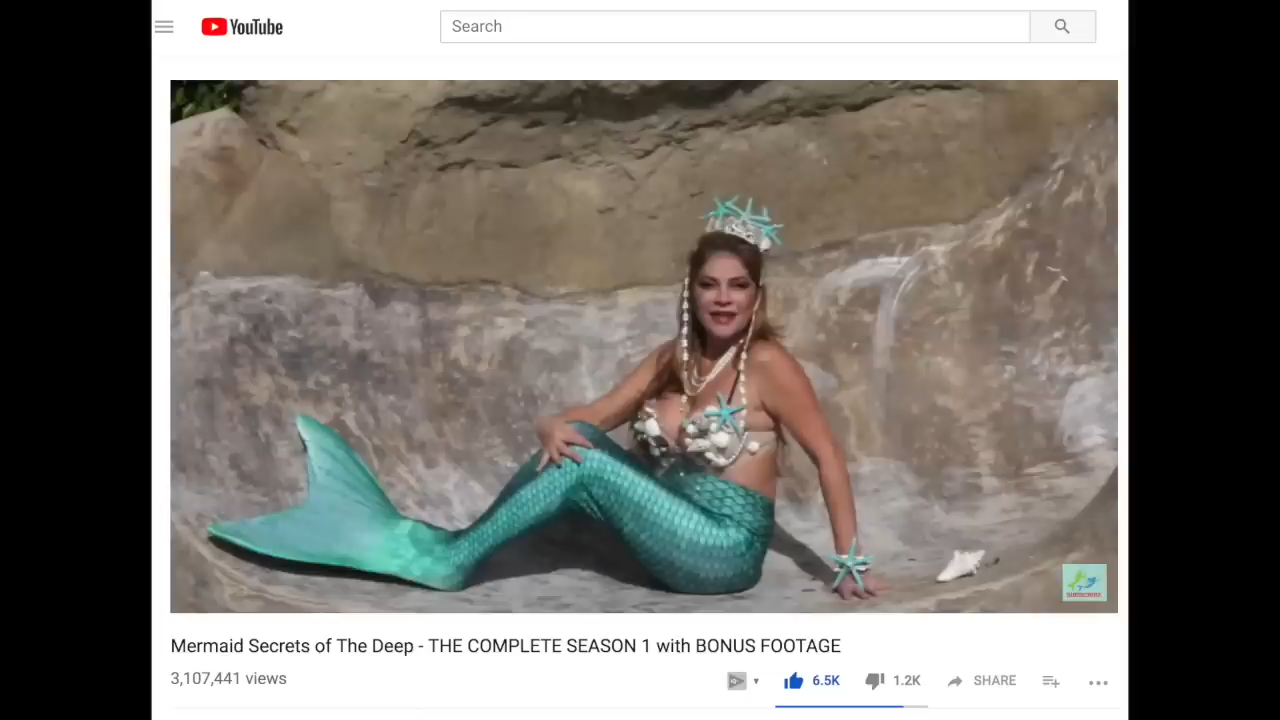 YouTube
Search
SUBSCRIBE
Mermaid Secrets of The Deep - THE COMPLETE SEASON 1 with BONUS FOOTAGE
3,107,441 views
6.5K
1.2K
SHARE